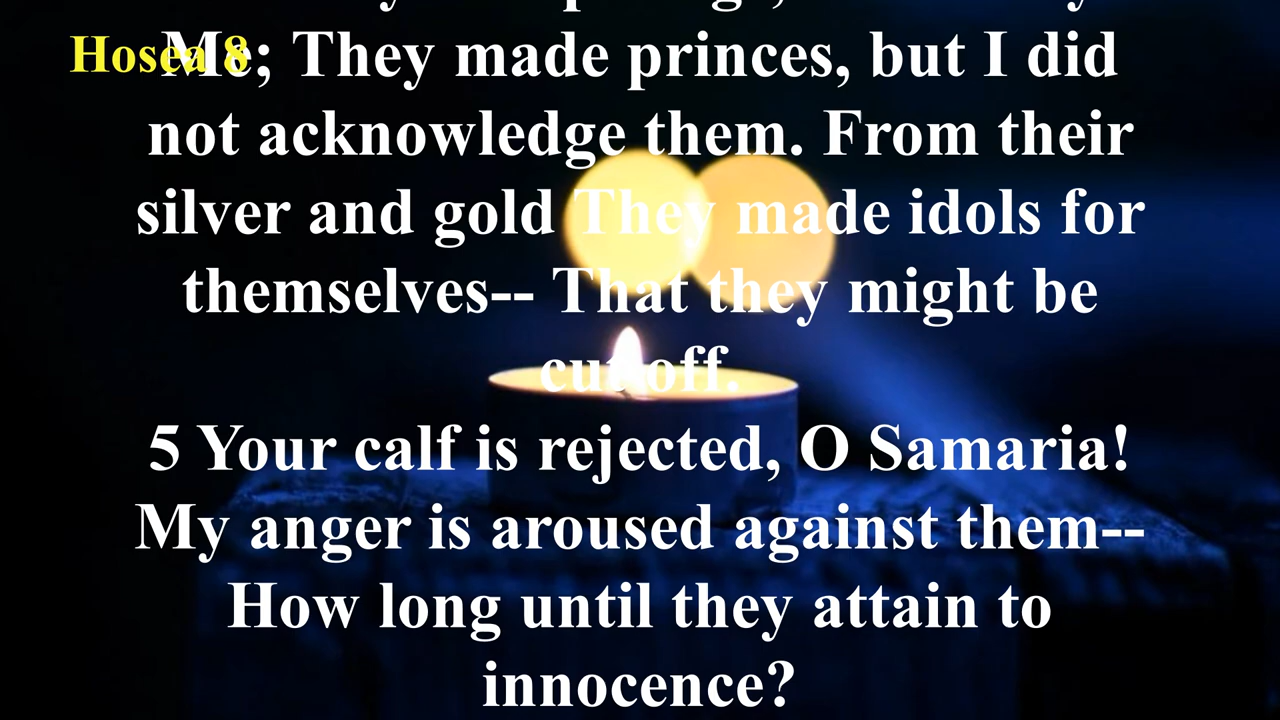 Hosea 8
Me; They made princes, but I did
not acknowledge them. From their
silver and gold They made idols for
themselves-- That they might be
cut off.
5 Your calf is rejected, O Samaria!
My anger is aroused against them--
How long until they attain to
innocence?